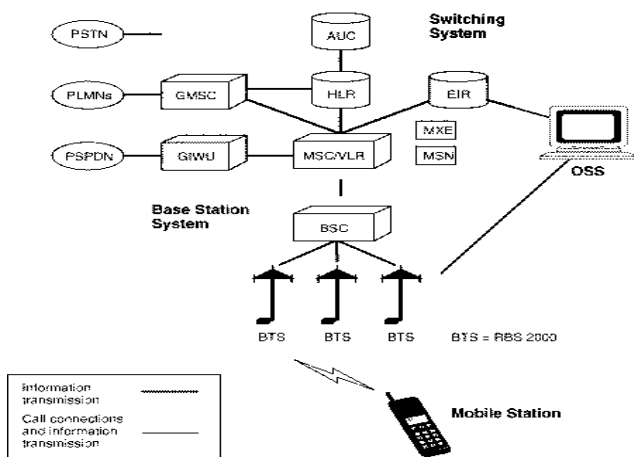 Switching
System
PSTN
AUC
PLMNs
GMSC
HLR
EIR
MXE
MSN
PSPDN
GIWU
MSC/VLR
OSS
Base Station
System
BSC
BTS
BTS
BTS
BTS = RBS 2000
Information
transmission
Call connections
and information
transmission
Mobile Station